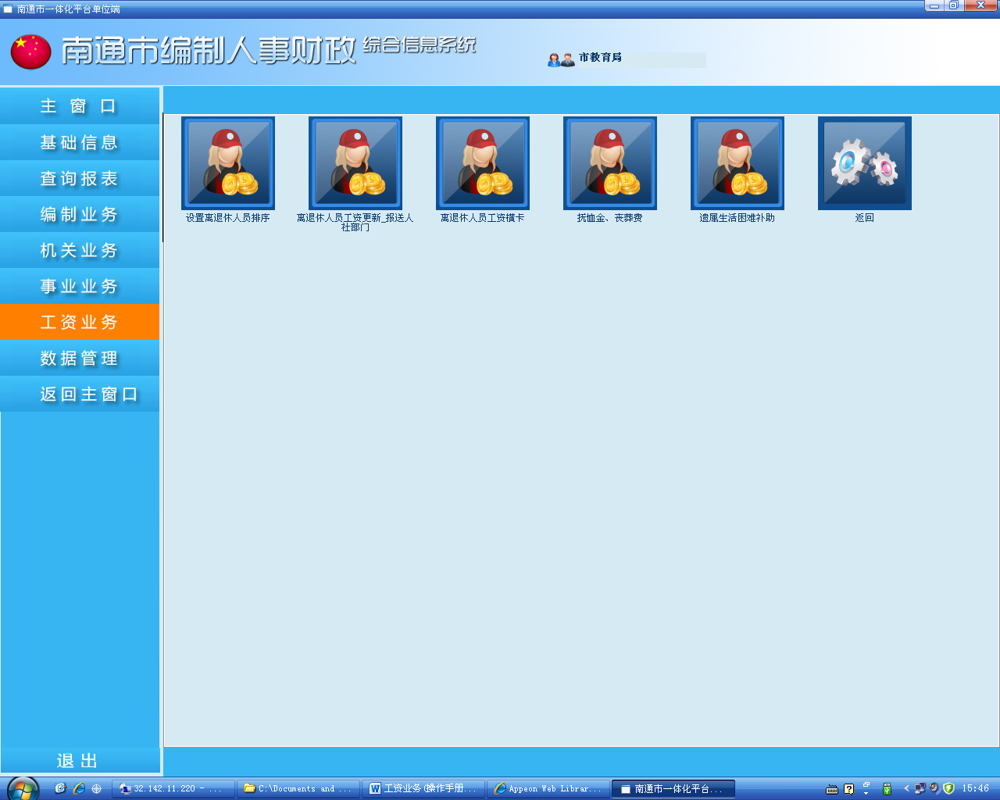 南通市一体化平台单位端
南通市编制人事财政综合信息系统
市教育局
主 窗 口
基础信息
查询报表
编制业务
机关业务
事业业务
工资业务
数据管理
返回主窗口
设置离退休人员排序
离退休人员工资更新_报送人
社部门
离退休人员工资横卡
抚恤金、丧葬费
遗属生活困难补助
返回
退 出
32.142.11.220 - ...
C:\Documents and ...
工资业务(操作手册...
Appeon Web Librar...
南通市一体化平台...
15:46